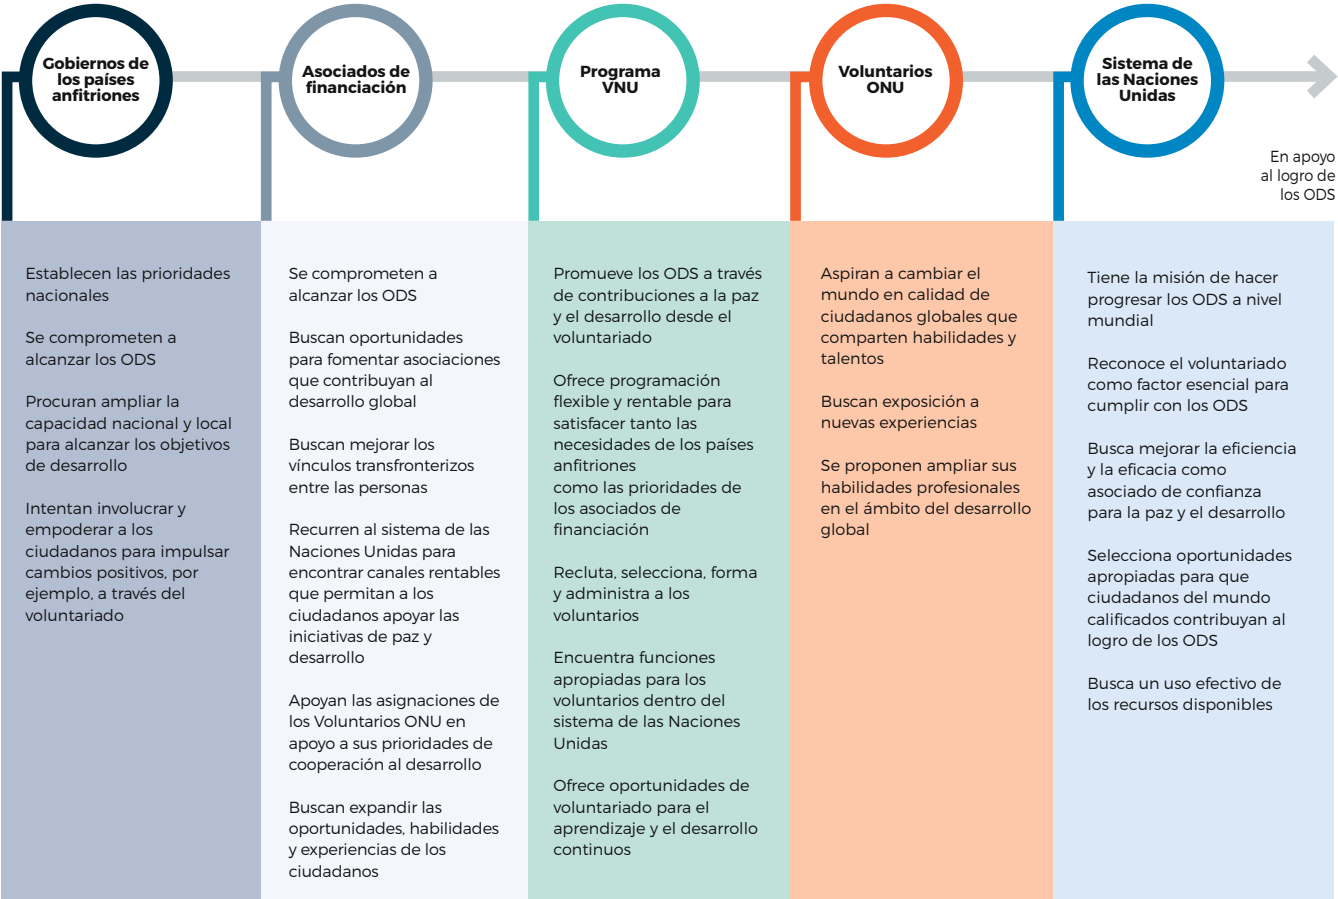 Gobiernos de
los países
anfitriones
Asociados de
financiación
Programa
VNU
Voluntarios
ONU
Sistema de
las Naciones
Unidas
En apoyo
al logro de
los ODS
Establecen las prioridades
nacionales
Se comprometen a
alcanzar los ODS
Procuran ampliar la
capacidad nacional y local
para alcanzar los objetivos
de desarrollo
Intentan involucrar y
empoderar a los
ciudadanos para impulsar
cambios positivos, por
ejemplo, a través del
voluntariado
Se comprometen a
alcanzar los ODS
Buscan oportunidades
para fomentar asociaciones
que contribuyan al
desarrollo global
Buscan mejorar los
vínculos transfronterizos
entre las personas
Recurren al sistema de las
Naciones Unidas para
encontrar canales rentables
que permitan a los
ciudadanos apoyar las
iniciativas de paz y
desarrollo
Apoyan las asignaciones de
los Voluntarios ONU en
apoyo a sus prioridades de
cooperación al desarrollo
Buscan expandir las
oportunidades, habilidades
y experiencias de los
ciudadanos
Promueve los ODS a través
de contribuciones a la paz
y el desarrollo desde el
voluntariado
Ofrece programación
flexible y rentable para
satisfacer tanto las
necesidades de los países
anfitriones
como las prioridades de
los asociados de
financiación
Recluta, selecciona, forma
y administra a los
voluntarios
Encuentra funciones
apropiadas para los
voluntarios dentro del
sistema de las Naciones
Unidas
Ofrece oportunidades de
voluntariado para el
aprendizaje y el desarrollo
continuos
Aspiran a cambiar el
mundo en calidad de
ciudadanos globales que
comparten habilidades y
talentos
Buscan exposición a
nuevas experiencias
Se proponen ampliar sus
habilidades profesionales
en el ámbito del desarrollo
global
Tiene la misión de hacer
progresar los ODS a nivel
mundial
Reconoce el voluntariado
como factor esencial para
cumplir con los ODS
Busca mejorar la eficiencia
y la eficacia como
asociado de confianza
para la paz y el desarrollo
Selecciona oportunidades
apropiadas para que
ciudadanos del mundo
calificados contribuyan al
logro de los ODS
Busca un uso efectivo de
los recursos disponibles